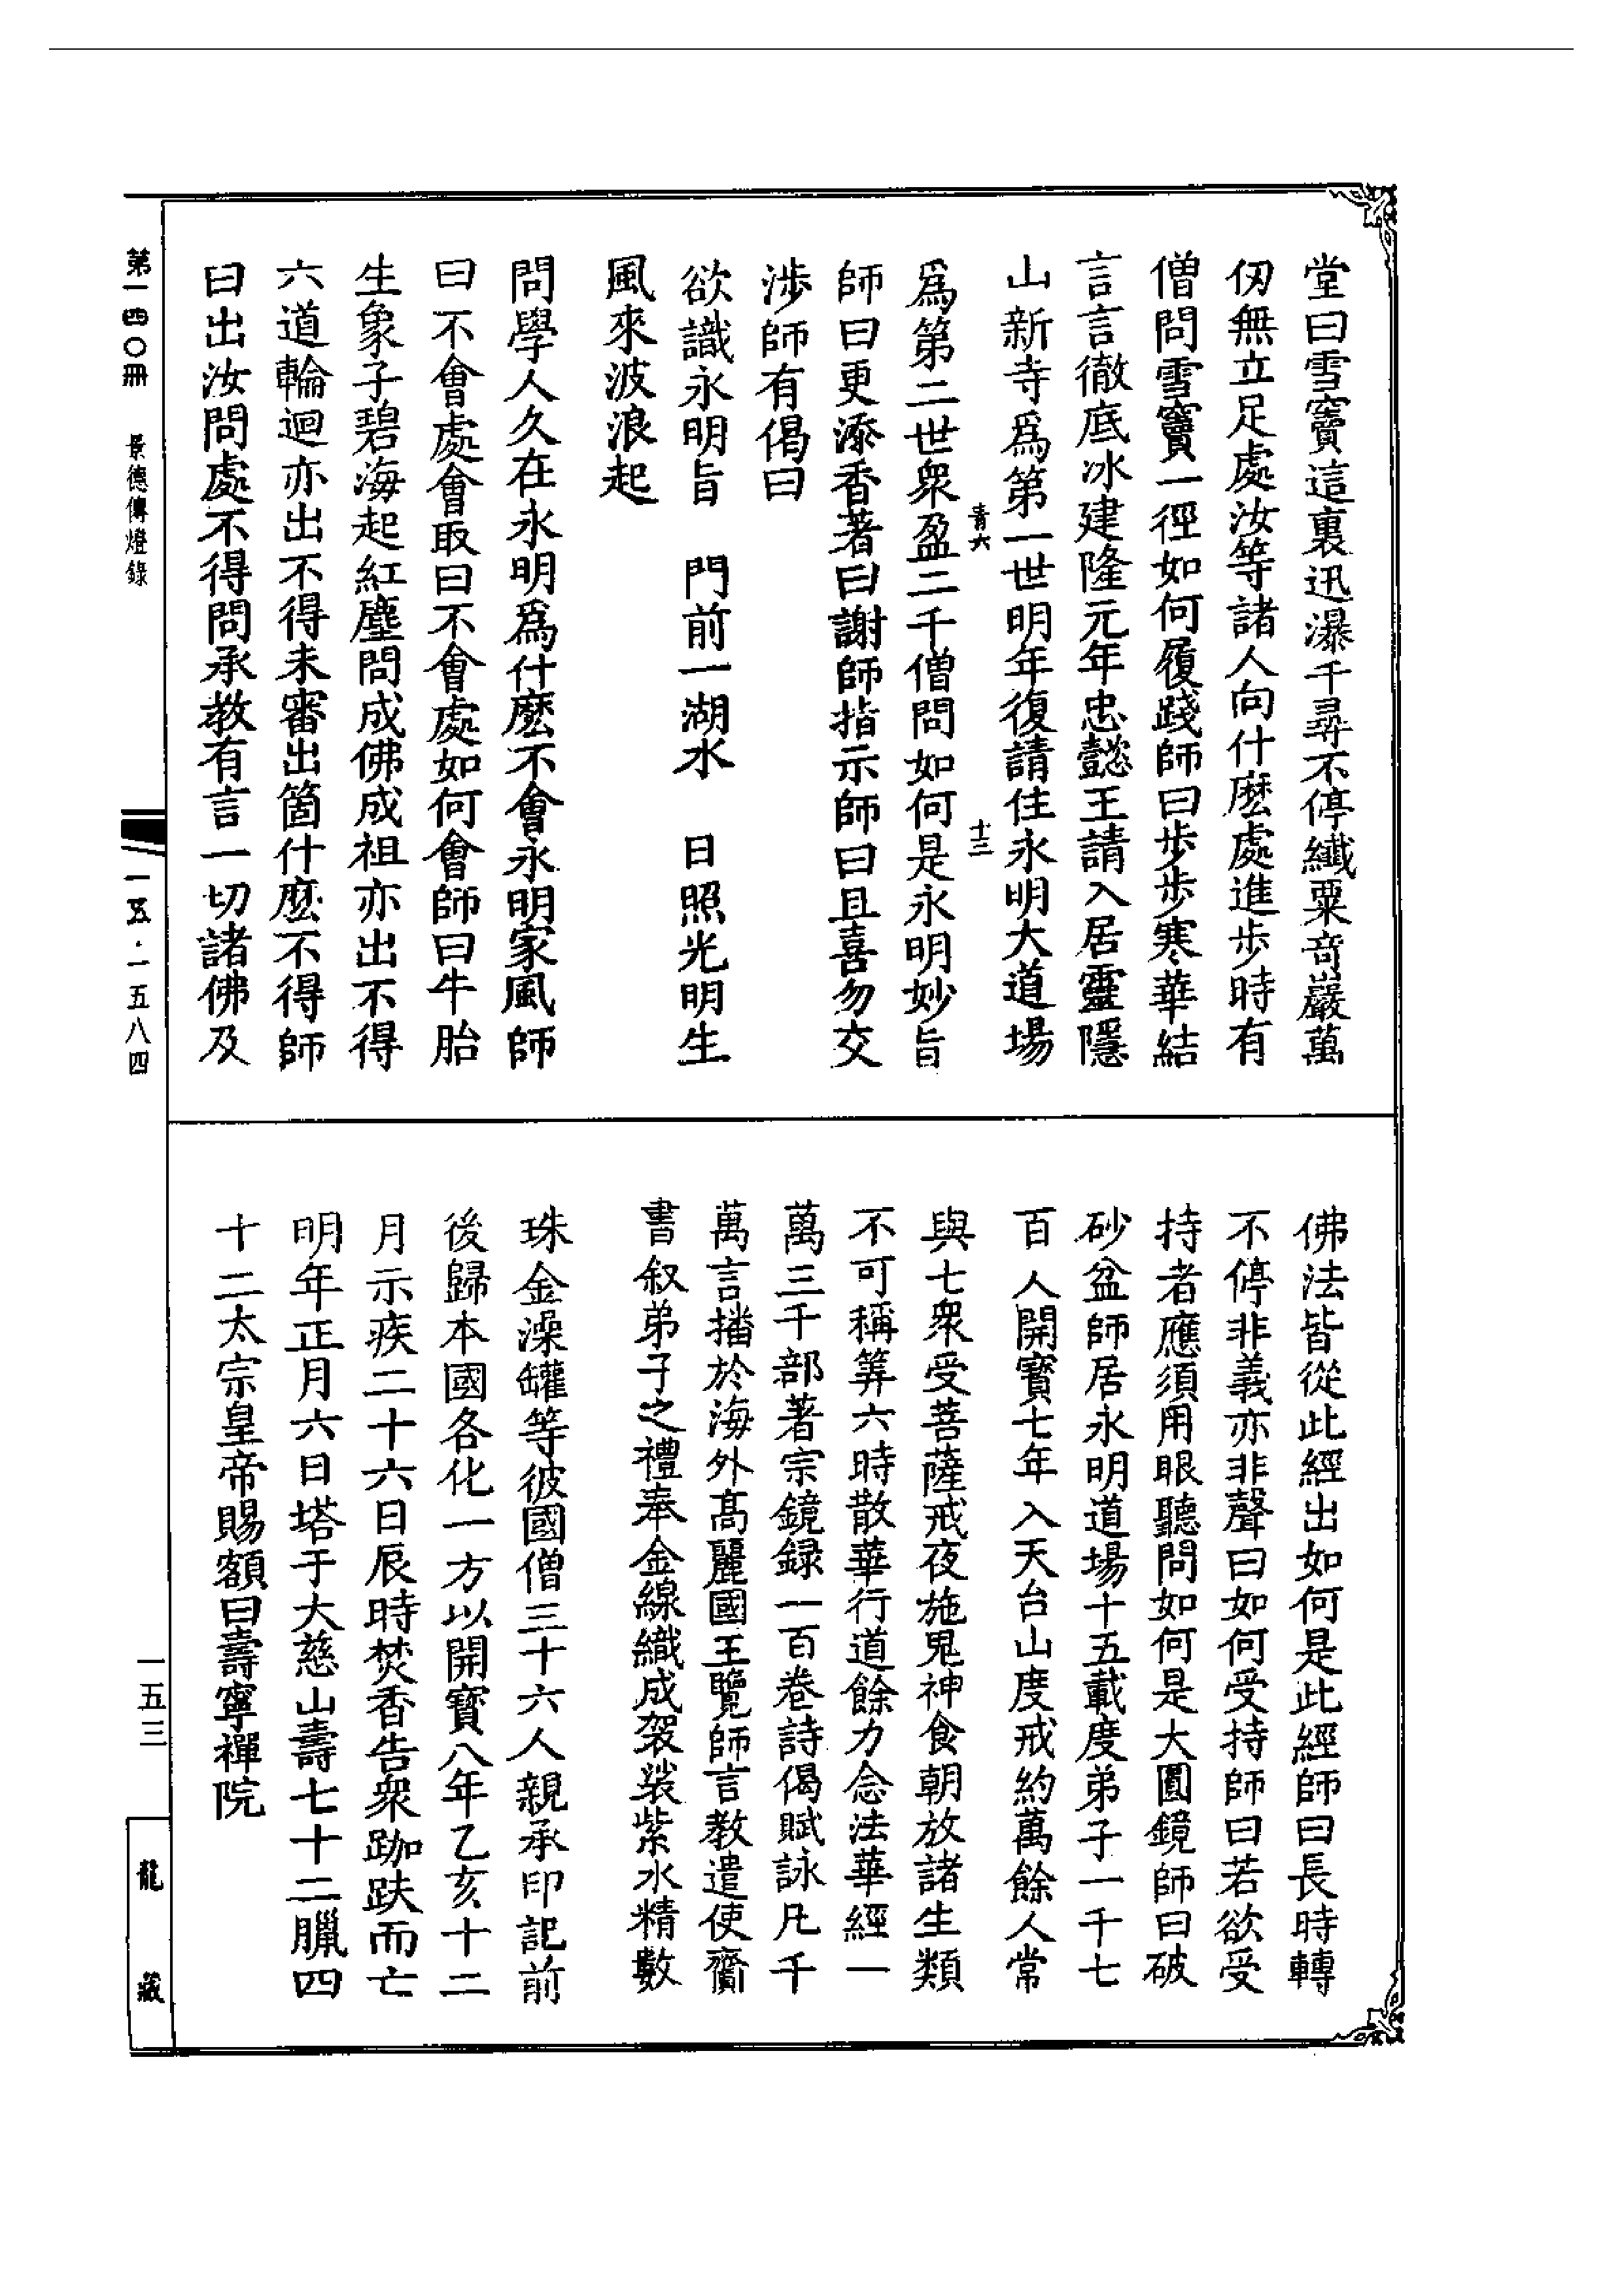 堂曰雪竇這裏迅瀑千尋不停纖粟奇巖萬
仞無立足處汝等諸人向什麽處進步時有
僧問雪竇一徑如何履踐師曰步步寒華結
言言徹底冰建隆元年忠懿王請入居靈隱
山新寺爲第一世明年復請住永明大道場
青六 十三
爲第二世衆盈二千僧問如何是永明妙旨
師曰更添香著曰謝師指示師曰且喜勿交
涉師有偈曰
欲識永明旨 門前一湖水 日照光明生
風來波浪起
問學人久在永明爲什麽不會永明家風師
曰不會處會取曰不會處如何會師曰牛胎
生象子碧海起紅塵問成佛成祖亦出不得
六道輪迴亦出不得未審出箇什麽不得師
曰出汝問處不得問承教有言一切諸佛及
佛法皆從此經出如何是此經師曰長時轉
不停非義亦非聲曰如何受持師曰若欲受
持者應須用眼聽問如何是大圓鏡師曰破
砂盆師居永明道場十五載度弟子一千七
百人開寶七年入天台山度戒約萬餘人常
與七衆受菩薩戒夜施鬼神食朝放諸生類
不可稱筭六時散華行道餘力念法華經一
萬三千部著宗鏡録一百卷詩偈賦詠凡千
萬言播於海外高麗國王覽師言教遣使齎
書叙弟子之禮奉金線織成袈裟紫水精數
珠金澡罐等彼國僧三十六人親承印記前
後歸本國各化一方以開寶八年乙亥十二
月示疾二十六日辰時焚香告衆跏趺而亡
明年正月六日塔于大慈山壽七十二臘四
十二太宗皇帝賜額曰壽寧禪院
第一四〇冊 景德傳燈錄
一五·一五八四
一五三
龍藏